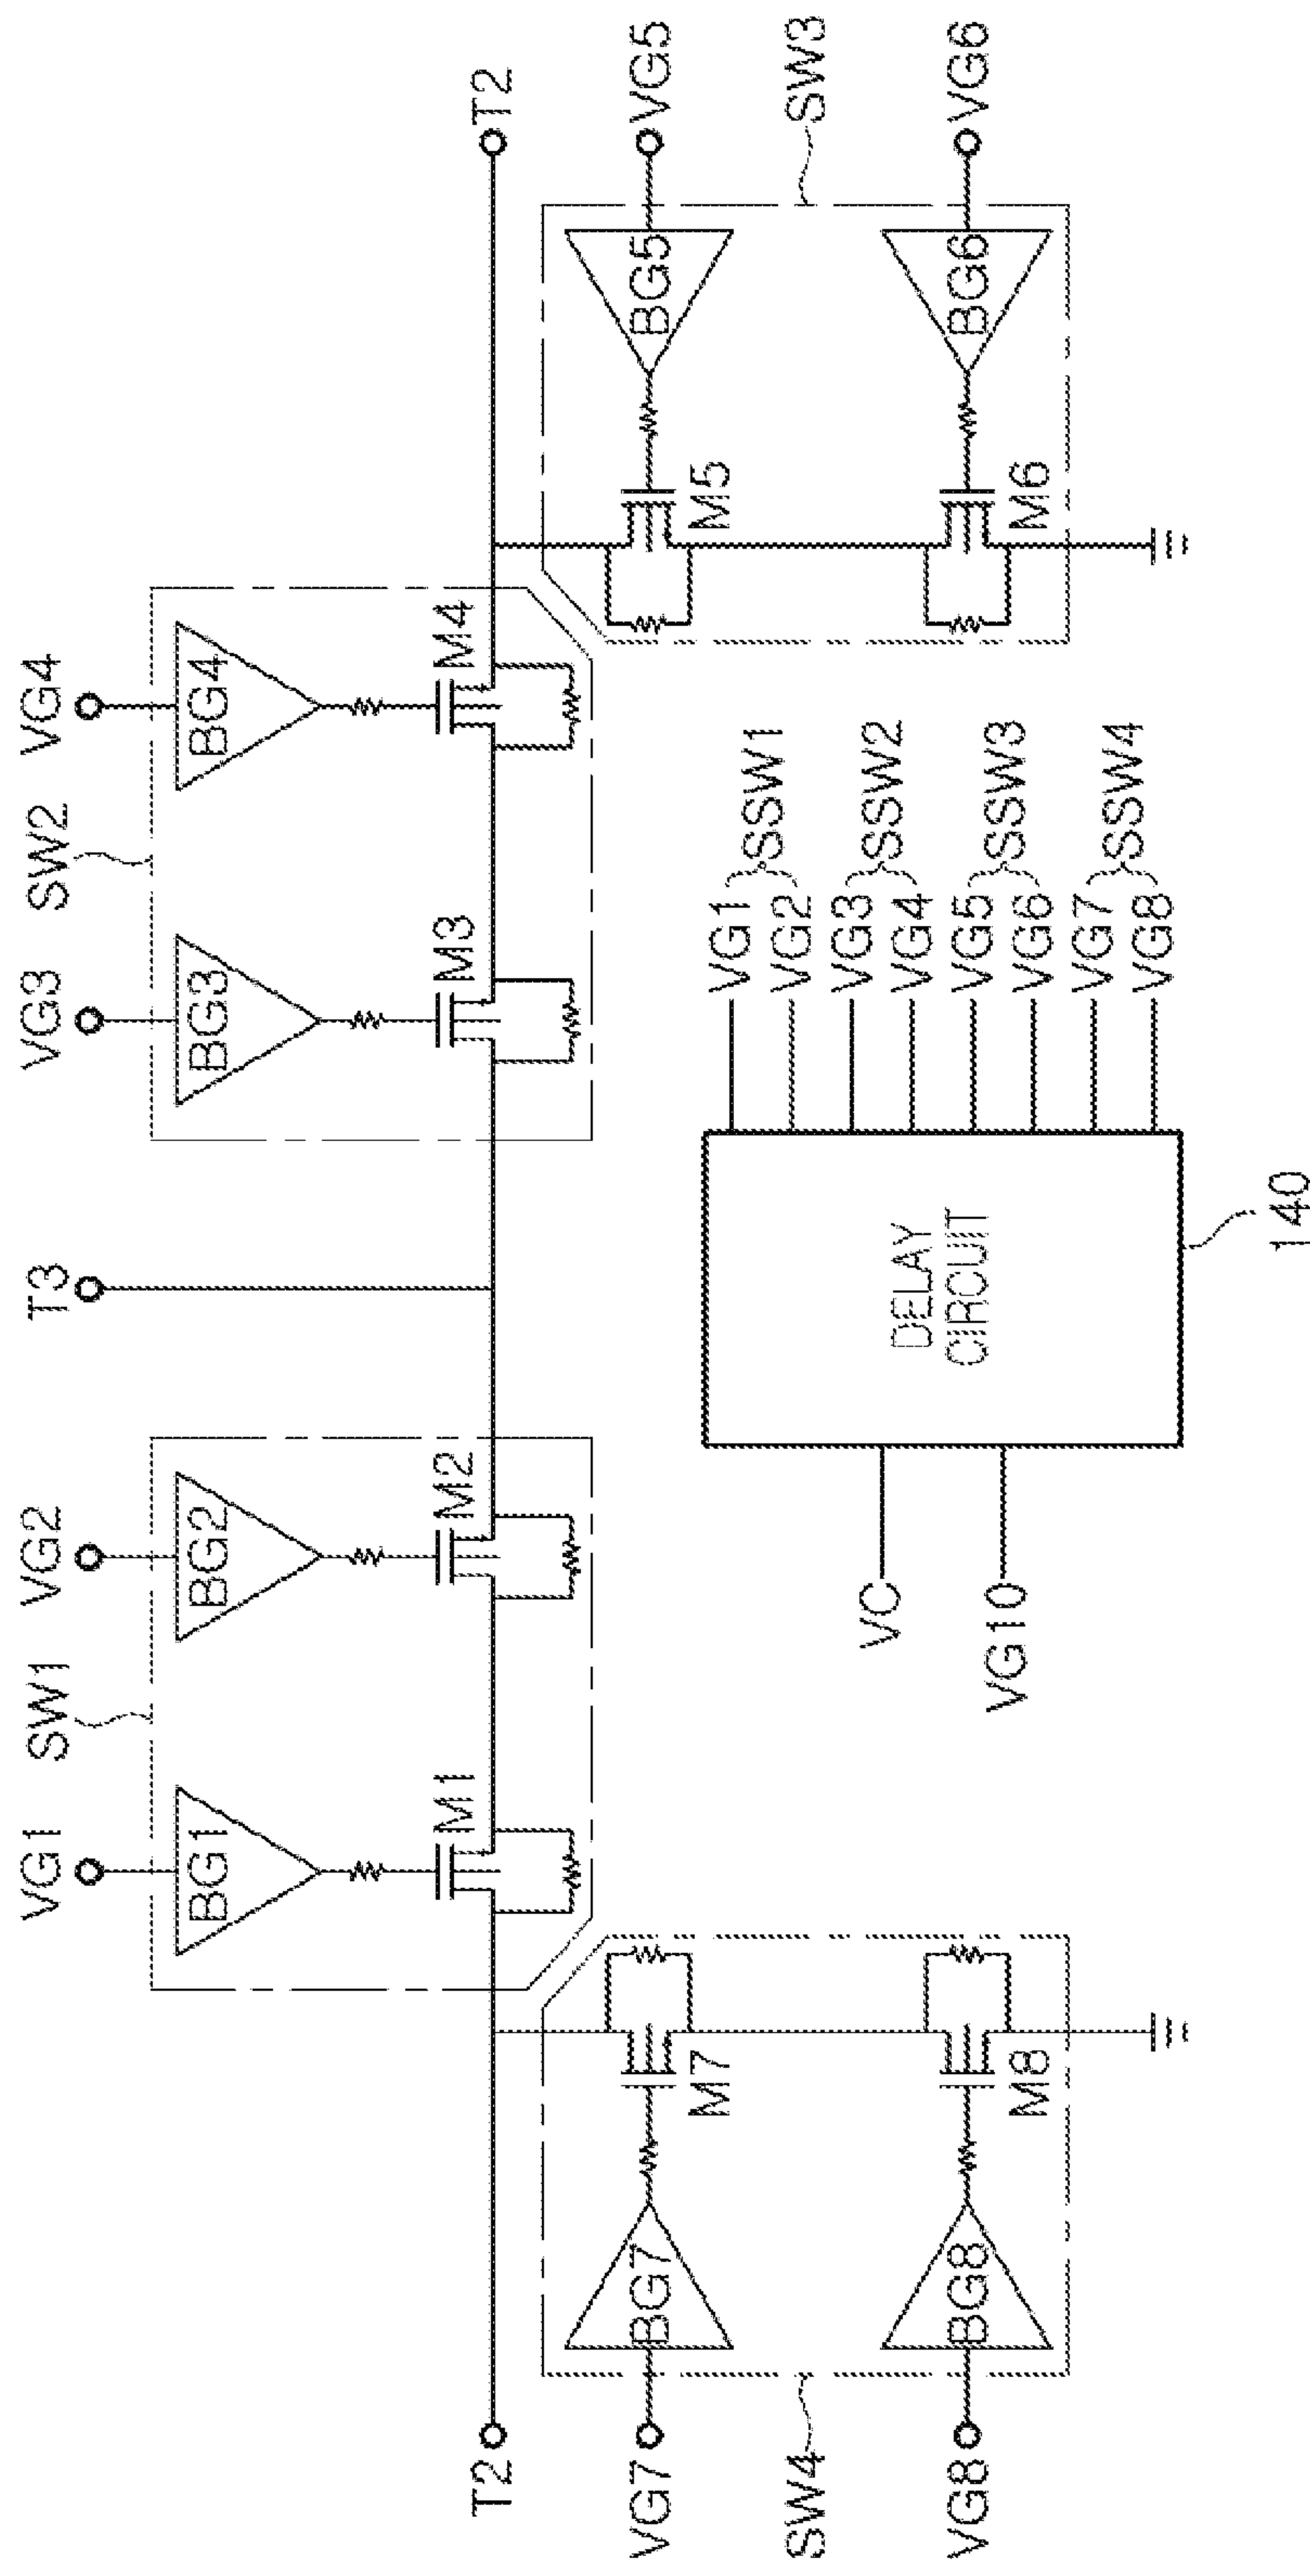 SW1
SW2
VG1
VG2
T3
VG3
VG4
BG1
BG2
BG3
BG4
M1
M2
M3
M4
T2
T2
VG7
BG7
M7
M5
BG5
VG5
SW4
SW3
VG8
BG8
M8
M6
BG6
VG6
VC
VG10
DELAY
CIRCUIT
140
VG1
VG2
SSW1
VG3
VG4
SSW2
VG5
VG6
SSW3
VG7
VG8
SSW4